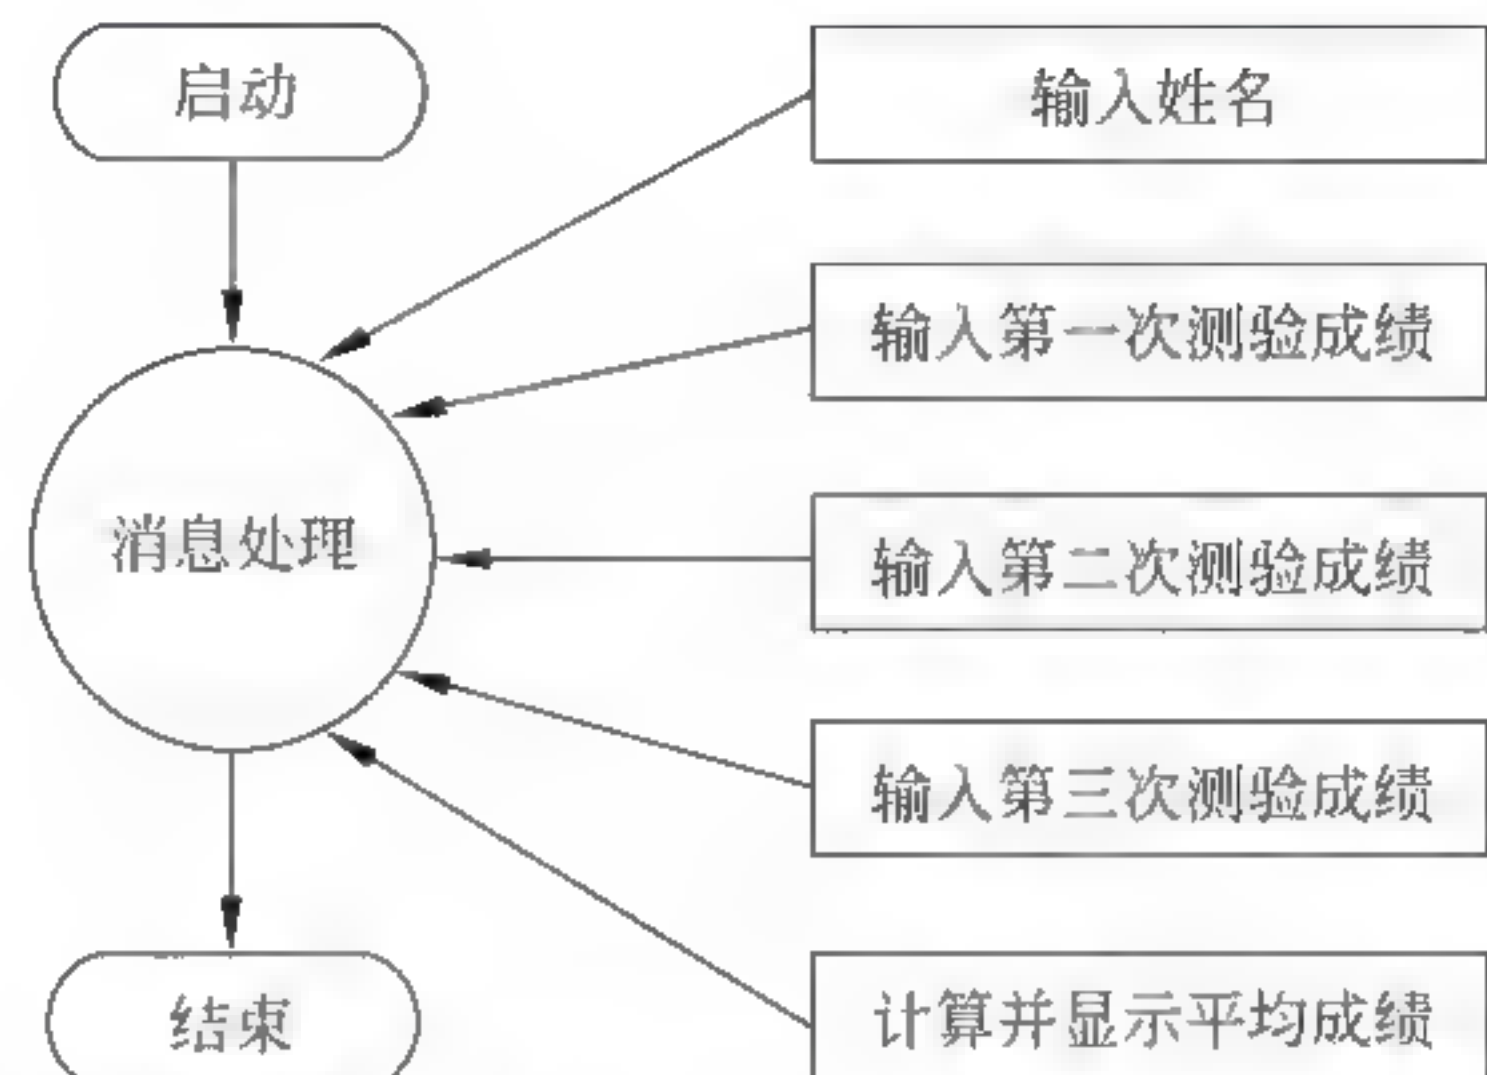 启动
输入姓名
输入第一次测验成绩
消息处理
输入第二次测验成绩
输入第三次测验成绩
结束
计算并显示平均成绩